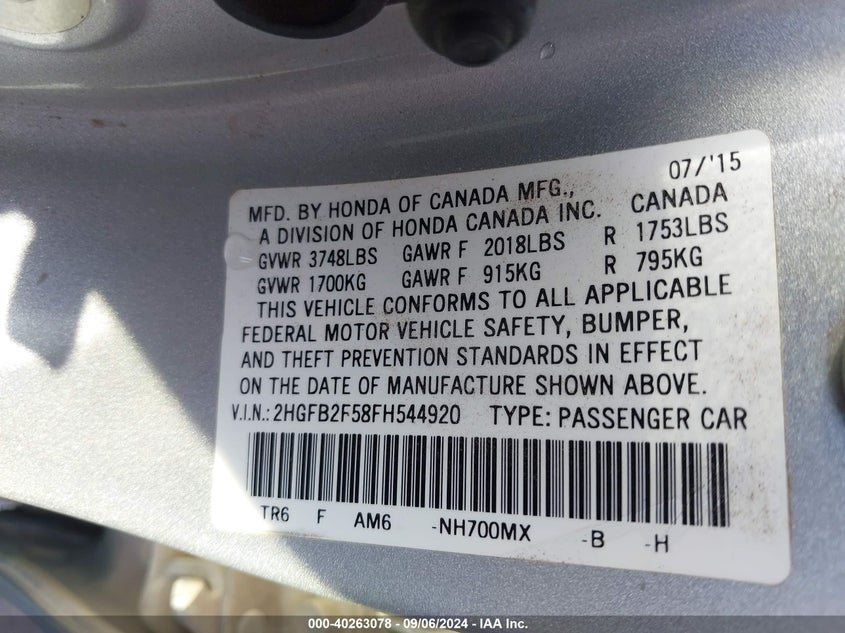 07/'15
MFD. BY HONDA OF CANADA MFG., CANADA
A DIVISION OF HONDA CANADA INC.
GVWR 3748LBS GAWR F 2018LBS R 1753LBS
GVWR 1700KG GAWR F 915KG R 795KG
THIS VEHICLE CONFORMS TO ALL APPLICABLE
FEDERAL MOTOR VEHICLE SAFETY, BUMPER,
AND THEFT PREVENTION STANDARDS IN EFFECT
ON THE DATE OF MANUFACTURE SHOWN ABOVE.
V.I.N.: 2HGFB2F58FH544920 TYPE: PASSENGER CAR
TR6 F AM6 -NH700MX -B -H
000-40263078 - 09/06/2024 - IAA Inc.